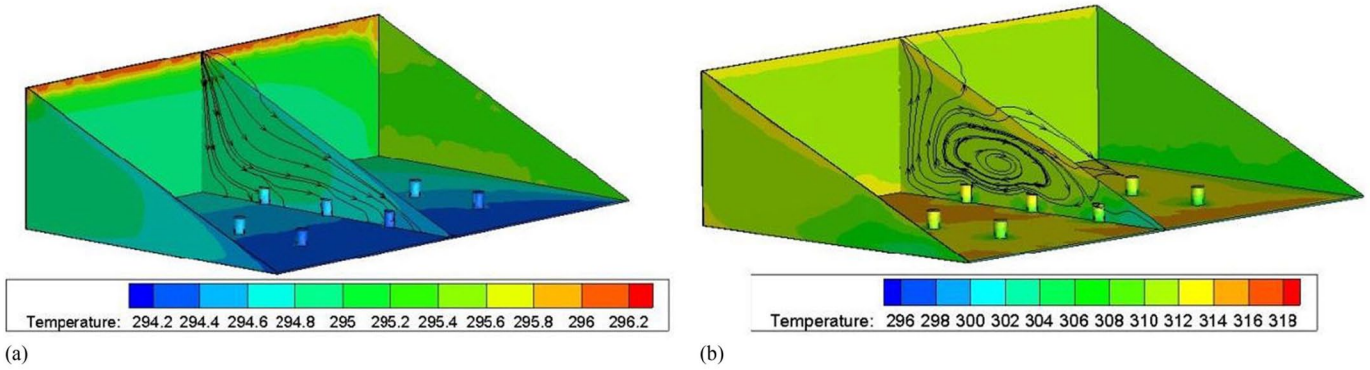 Temperature: 294.2 294.4 294.6 294.8 295 295.2 295.4 295.6 295.8 296 296.2
(a)
Temperature: 296 298 300 302 304 306 308 310 312 314 316 318
(b)